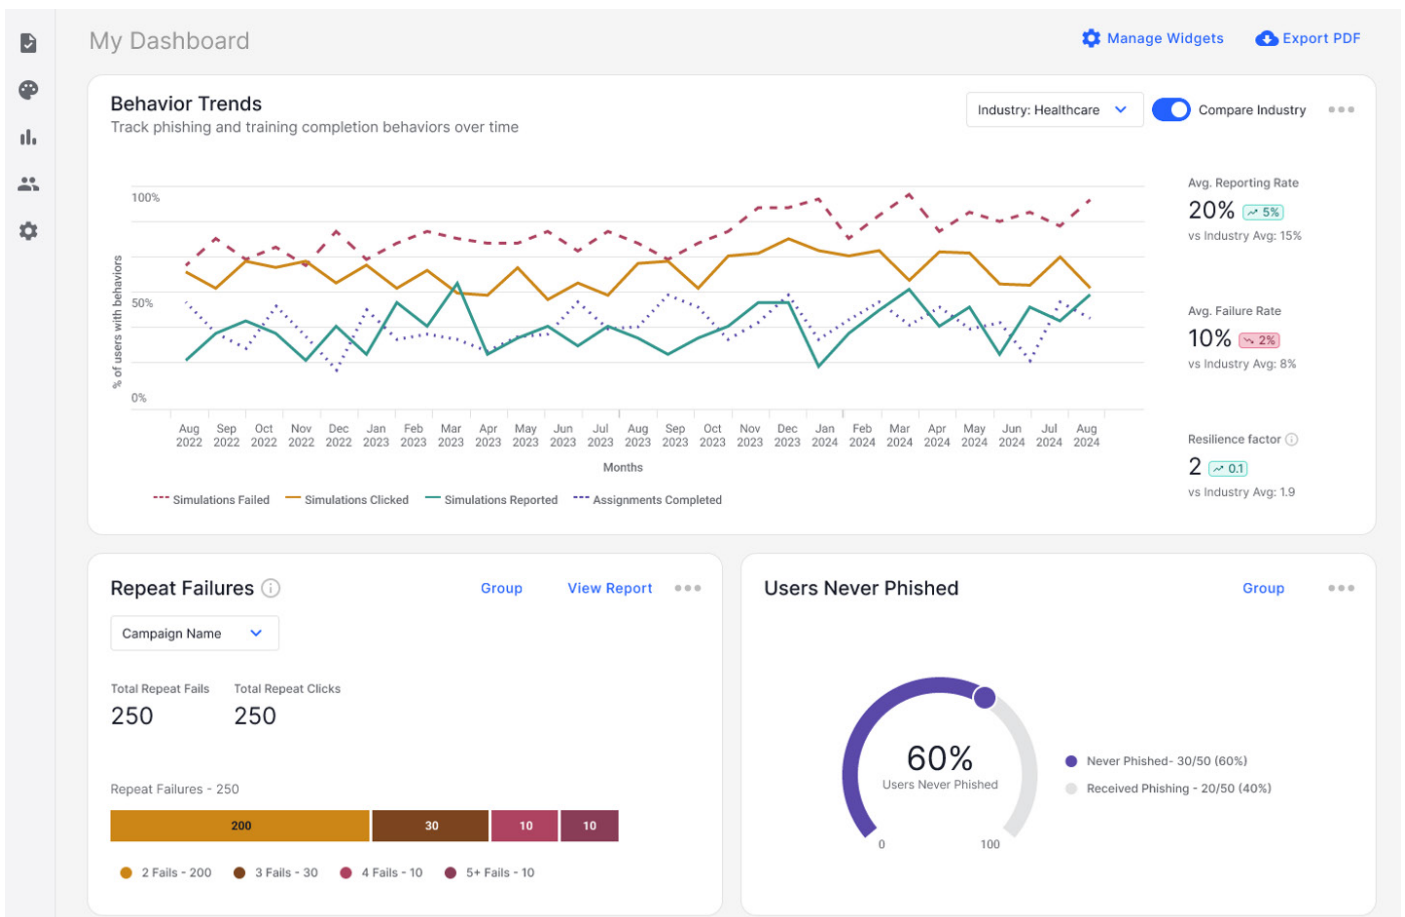 My Dashboard
Manage Widgets
Export PDF
Behavior Trends
Track phishing and training completion behaviors over time
Industry: Healthcare
Compare Industry
100%
50%
0%
% of users with behaviors
Aug Sep Oct Nov Dec Jan Feb Mar Apr May Jun Jul Aug Sep Oct Nov Dec Jan Feb Mar Apr May Jun Jul Aug
2022 2022 2022 2022 2022 2023 2023 2023 2023 2023 2023 2023 2023 2023 2023 2023 2023 2024 2024 2024 2024 2024 2024 2024 2024
Months
Simulations Failed
Simulations Clicked
Simulations Reported
Assignments Completed
Avg. Reporting Rate
20% 5%
vs Industry Avg: 15%
Avg. Failure Rate
10% 2%
vs Industry Avg: 8%
Resilience factor
2 0.1
vs Industry Avg: 1.9
Repeat Failures
Group
View Report
Campaign Name
Total Repeat Fails
Total Repeat Clicks
250
250
Repeat Failures - 250
200
30
10
10
2 Fails - 200
3 Fails - 30
4 Fails - 10
5+ Fails - 10
Users Never Phished
Group
60%
Users Never Phished
0
100
Never Phished- 30/50 (60%)
Received Phishing - 20/50 (40%)